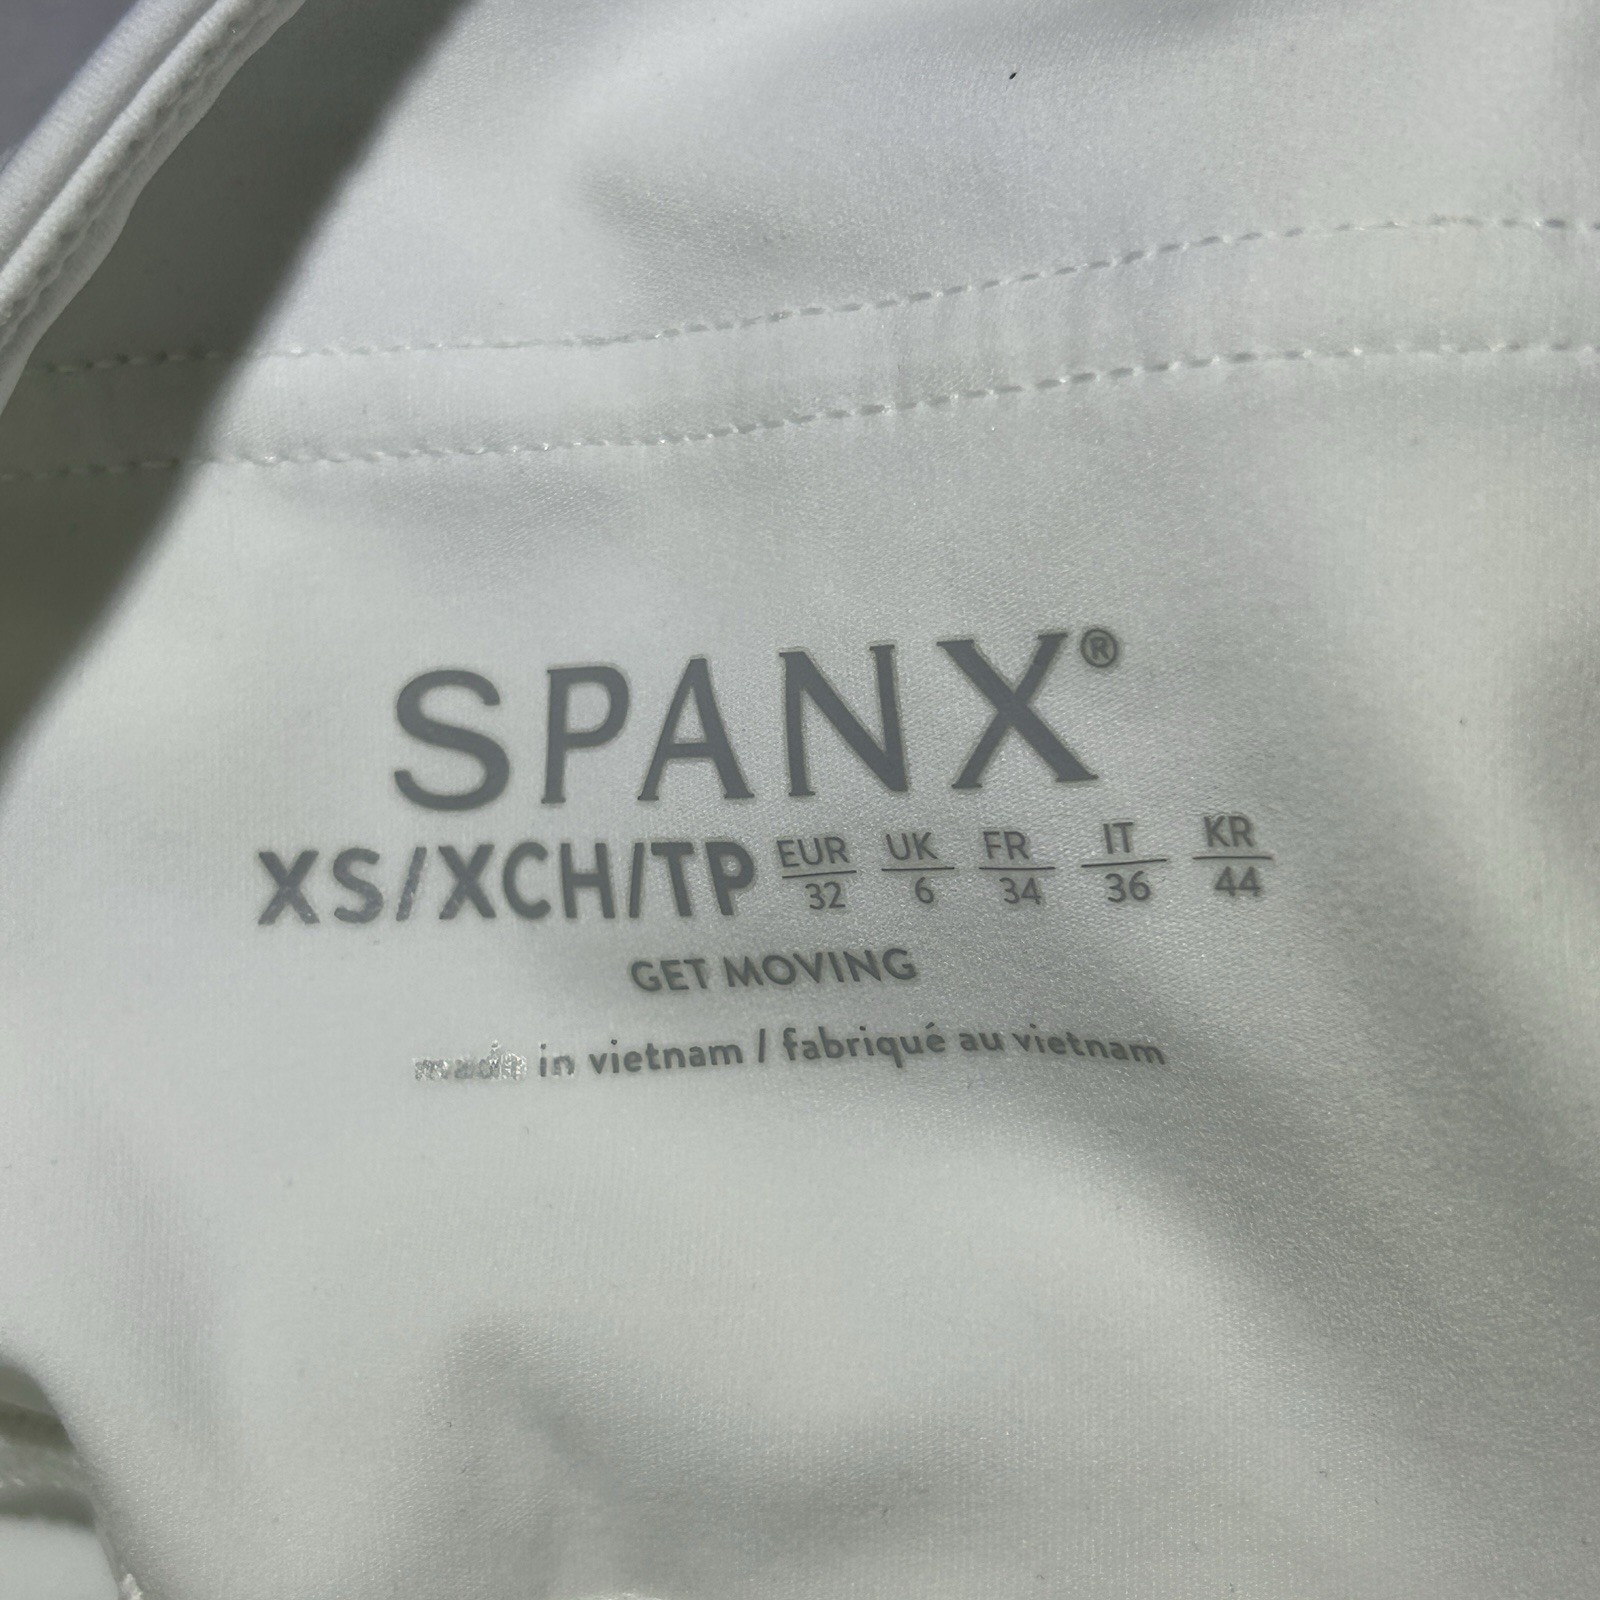 SPANX®
XS/XCH/TP EUR 32 UK 6 FR 34 IT 36 KR 44
GET MOVING
made in vietnam / fabriqué au vietnam